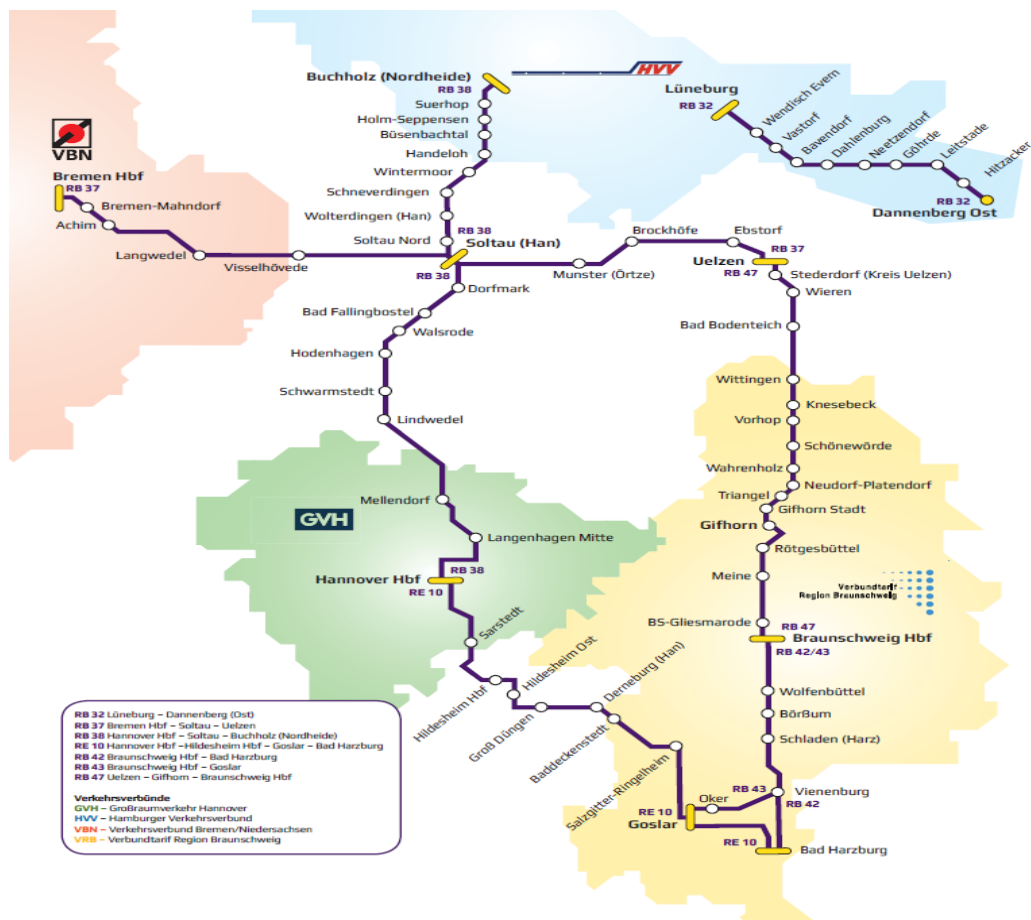 HVV
Buchholz (Nordheide)
RB 38
Suerhop
Holm-Seppensen
Büsenbachtal
Handeloh
Wintermoor
Schneverdingen
Wolterdingen (Han)
Soltau Nord
RB 38
Soltau (Han)
RB 38
Lüneburg
RB 32
Wendisch Evern
Vastorf
Bavendorf
Dahlenburg
Neetzendorf
Göhrde
Leitstade
Hitzacker
RB 32
Dannenberg Ost
VBN
Bremen Hbf
RB 37
Bremen-Mahndorf
Achim
Langwedel
Visselhövede
Munster (Örtze)
Brockhöfe
Ebstorf
RB 37
Uelzen
RB 47
Stederdorf (Kreis Uelzen)
Wieren
Bad Bodenteich
Wittingen
Knesebeck
Vorhop
Schönewörde
Wahrenholz
Neudorf-Platendorf
Triangel
Gifhorn Stadt
Gifhorn
Rötgesbüttel
Meine
BS-Gliesmarode
RB 47
Braunschweig Hbf
RB 42/43
Verbundtarif
Region Braunschweig
Wolfenbüttel
Börßum
Schladen (Harz)
Vienenburg
RB 43
RB 42
Oker
RE 10
Goslar
RE 10
Bad Harzburg
Dorfmark
Bad Fallingbostel
Walsrode
Hodenhagen
Schwarmstedt
Lindwedel
Mellendorf
GVH
Langenhagen Mitte
RB 38
Hannover Hbf
RE 10
Sarstedt
Hildesheim Hbf
Hildesheim Ost
Groß Düngen
Derneburg (Han)
Baddeckenstedt
Salzgitter-Ringelheim
RB 32 Lüneburg – Dannenberg (Ost)
RB 37 Bremen Hbf – Soltau – Uelzen
RB 38 Hannover Hbf – Soltau – Buchholz (Nordheide)
RE 10 Hannover Hbf –Hildesheim Hbf – Goslar – Bad Harzburg
RB 42 Braunschweig Hbf – Bad Harzburg
RB 43 Braunschweig Hbf – Goslar
RB 47 Uelzen – Gifhorn – Braunschweig Hbf
Verkehrsverbünde
GVH – Großraumverkehr Hannover
HVV – Hamburger Verkehrsverbund
VBN – Verkehrsverbund Bremen/Niedersachsen
VRB – Verbundtarif Region Braunschweig